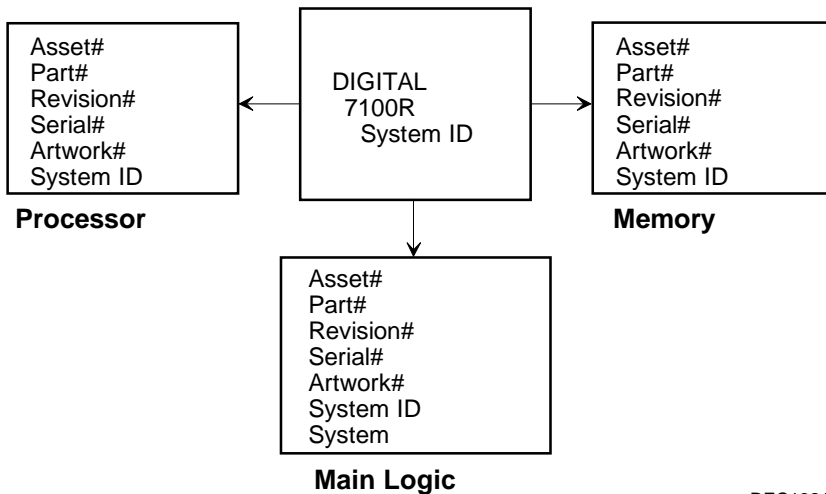 Asset#
Part#
Revision#
Serial#
Artwork#
System ID
Processor
DIGITAL
7100R
System ID
Asset#
Part#
Revision#
Serial#
Artwork#
System ID
Memory
Asset#
Part#
Revision#
Serial#
Artwork#
System ID
System
Main Logic